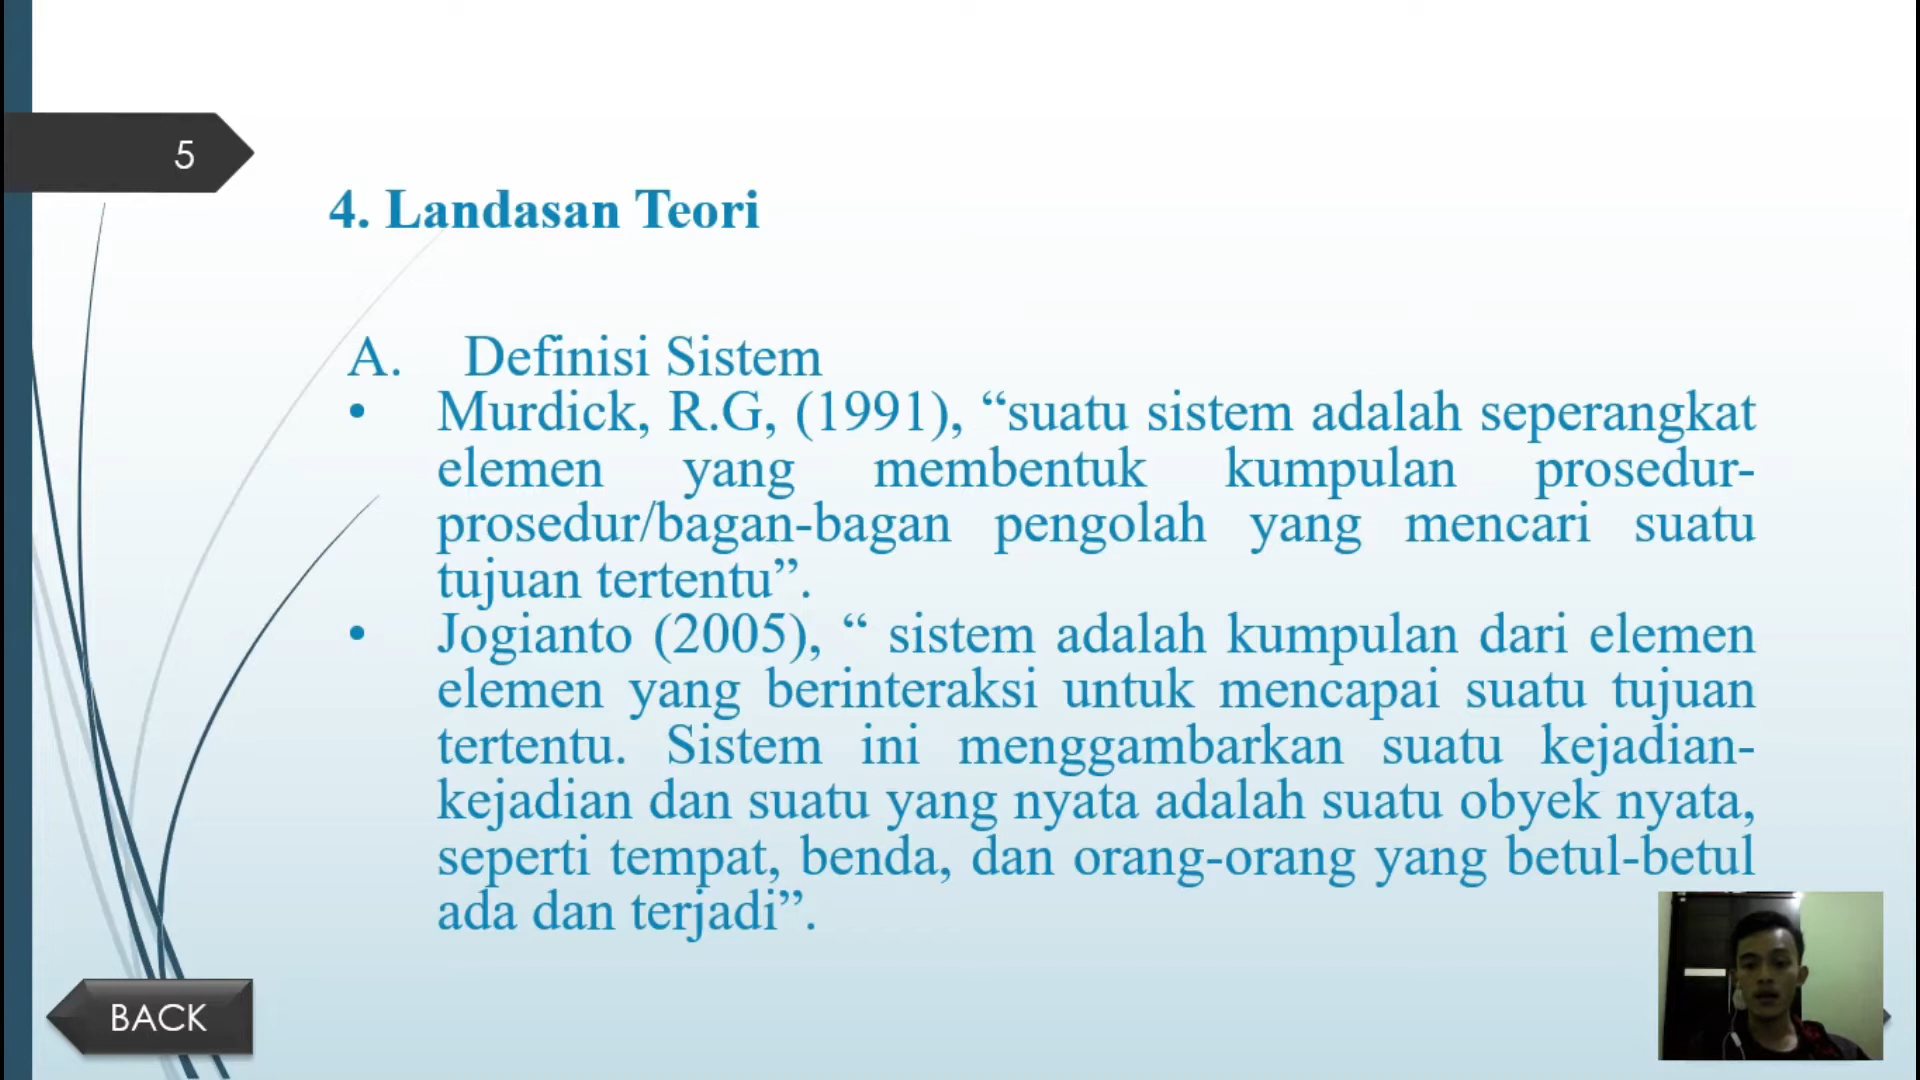 5
4. Landasan Teori
A. Definisi Sistem
• Murdick, R.G, (1991), “suatu sistem adalah seperangkat
elemen yang membentuk kumpulan prosedur-
prosedur/bagan-bagan pengolah yang mencari suatu
tujuan tertentu”.
• Jogianto (2005), “ sistem adalah kumpulan dari elemen
elemen yang berinteraksi untuk mencapai suatu tujuan
tertentu. Sistem ini menggambarkan suatu kejadian-
kejadian dan suatu yang nyata adalah suatu obyek nyata,
seperti tempat, benda, dan orang-orang yang betul-betul
ada dan terjadi”.
BACK